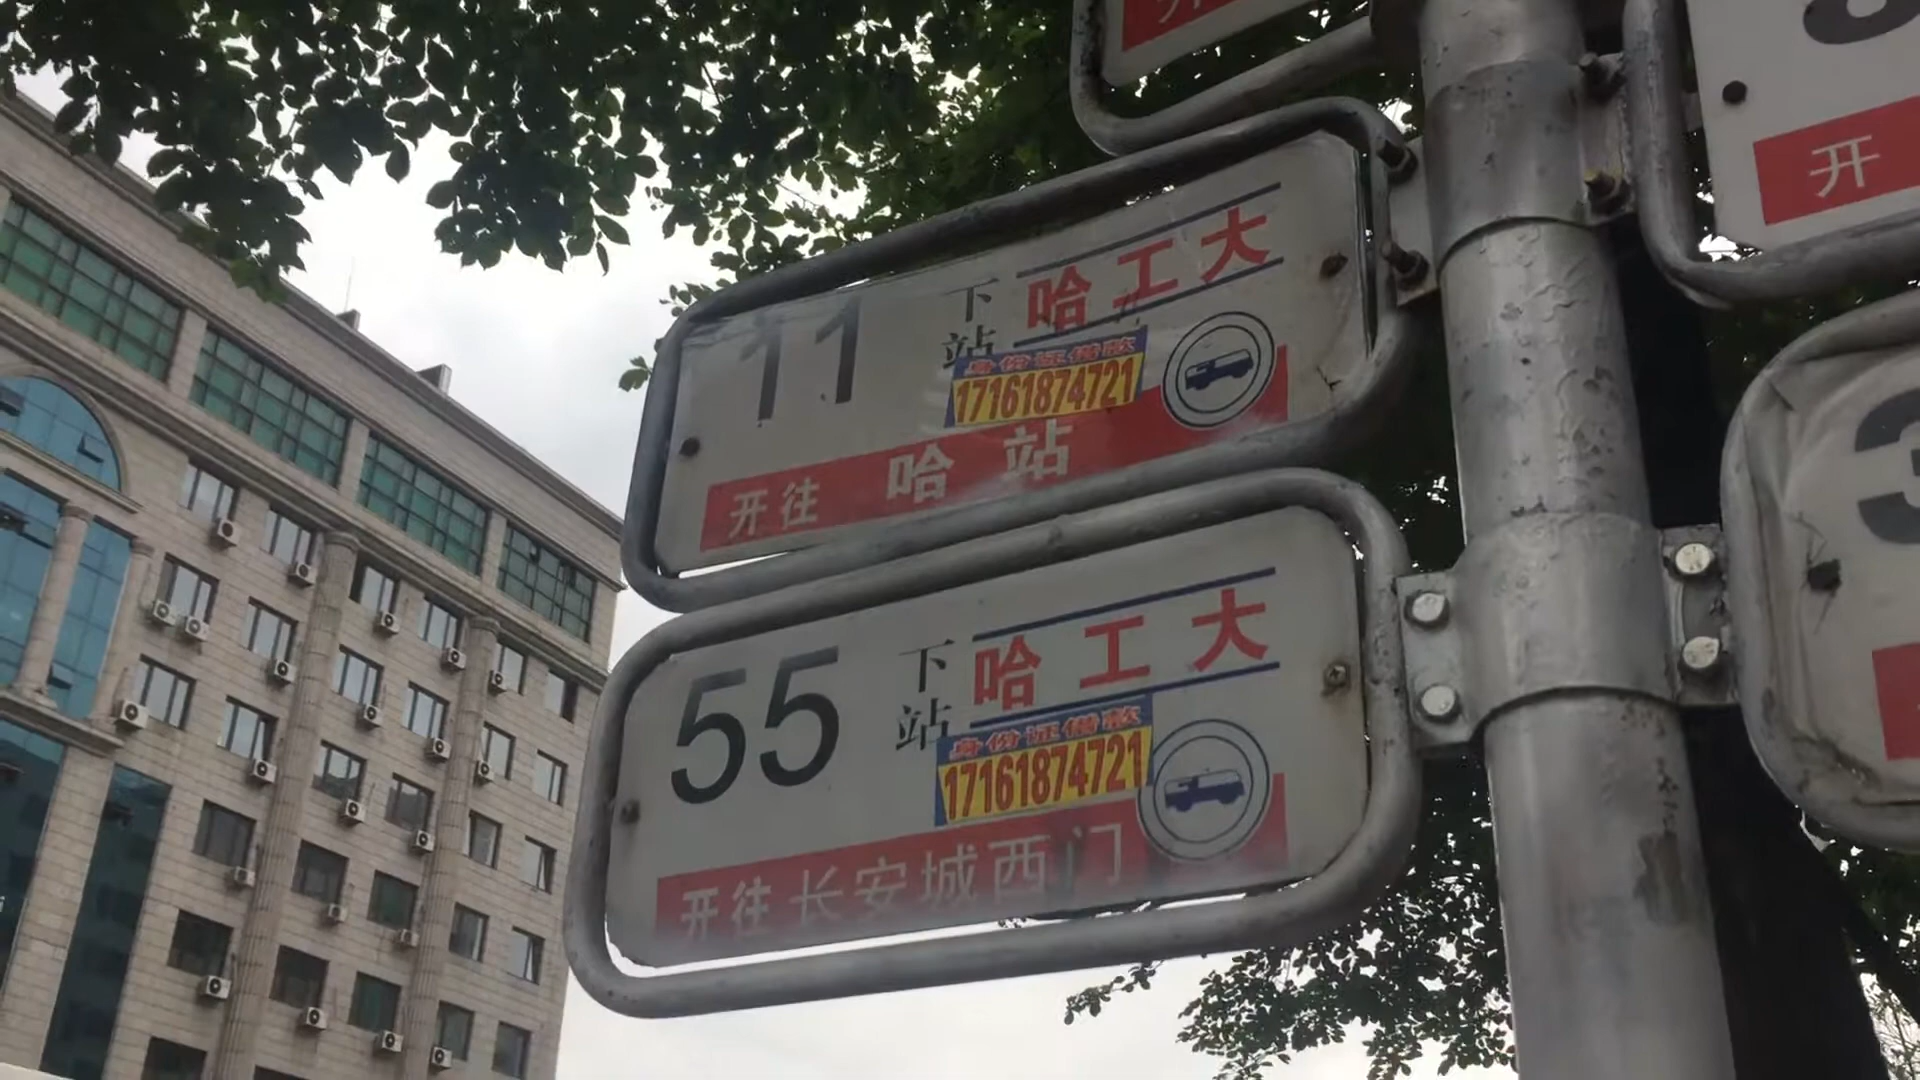 11
下站
哈工大
身份证借款
17161874721
开往 哈站
55
下站
哈工大
身份证借款
17161874721
开往长安城西门
开